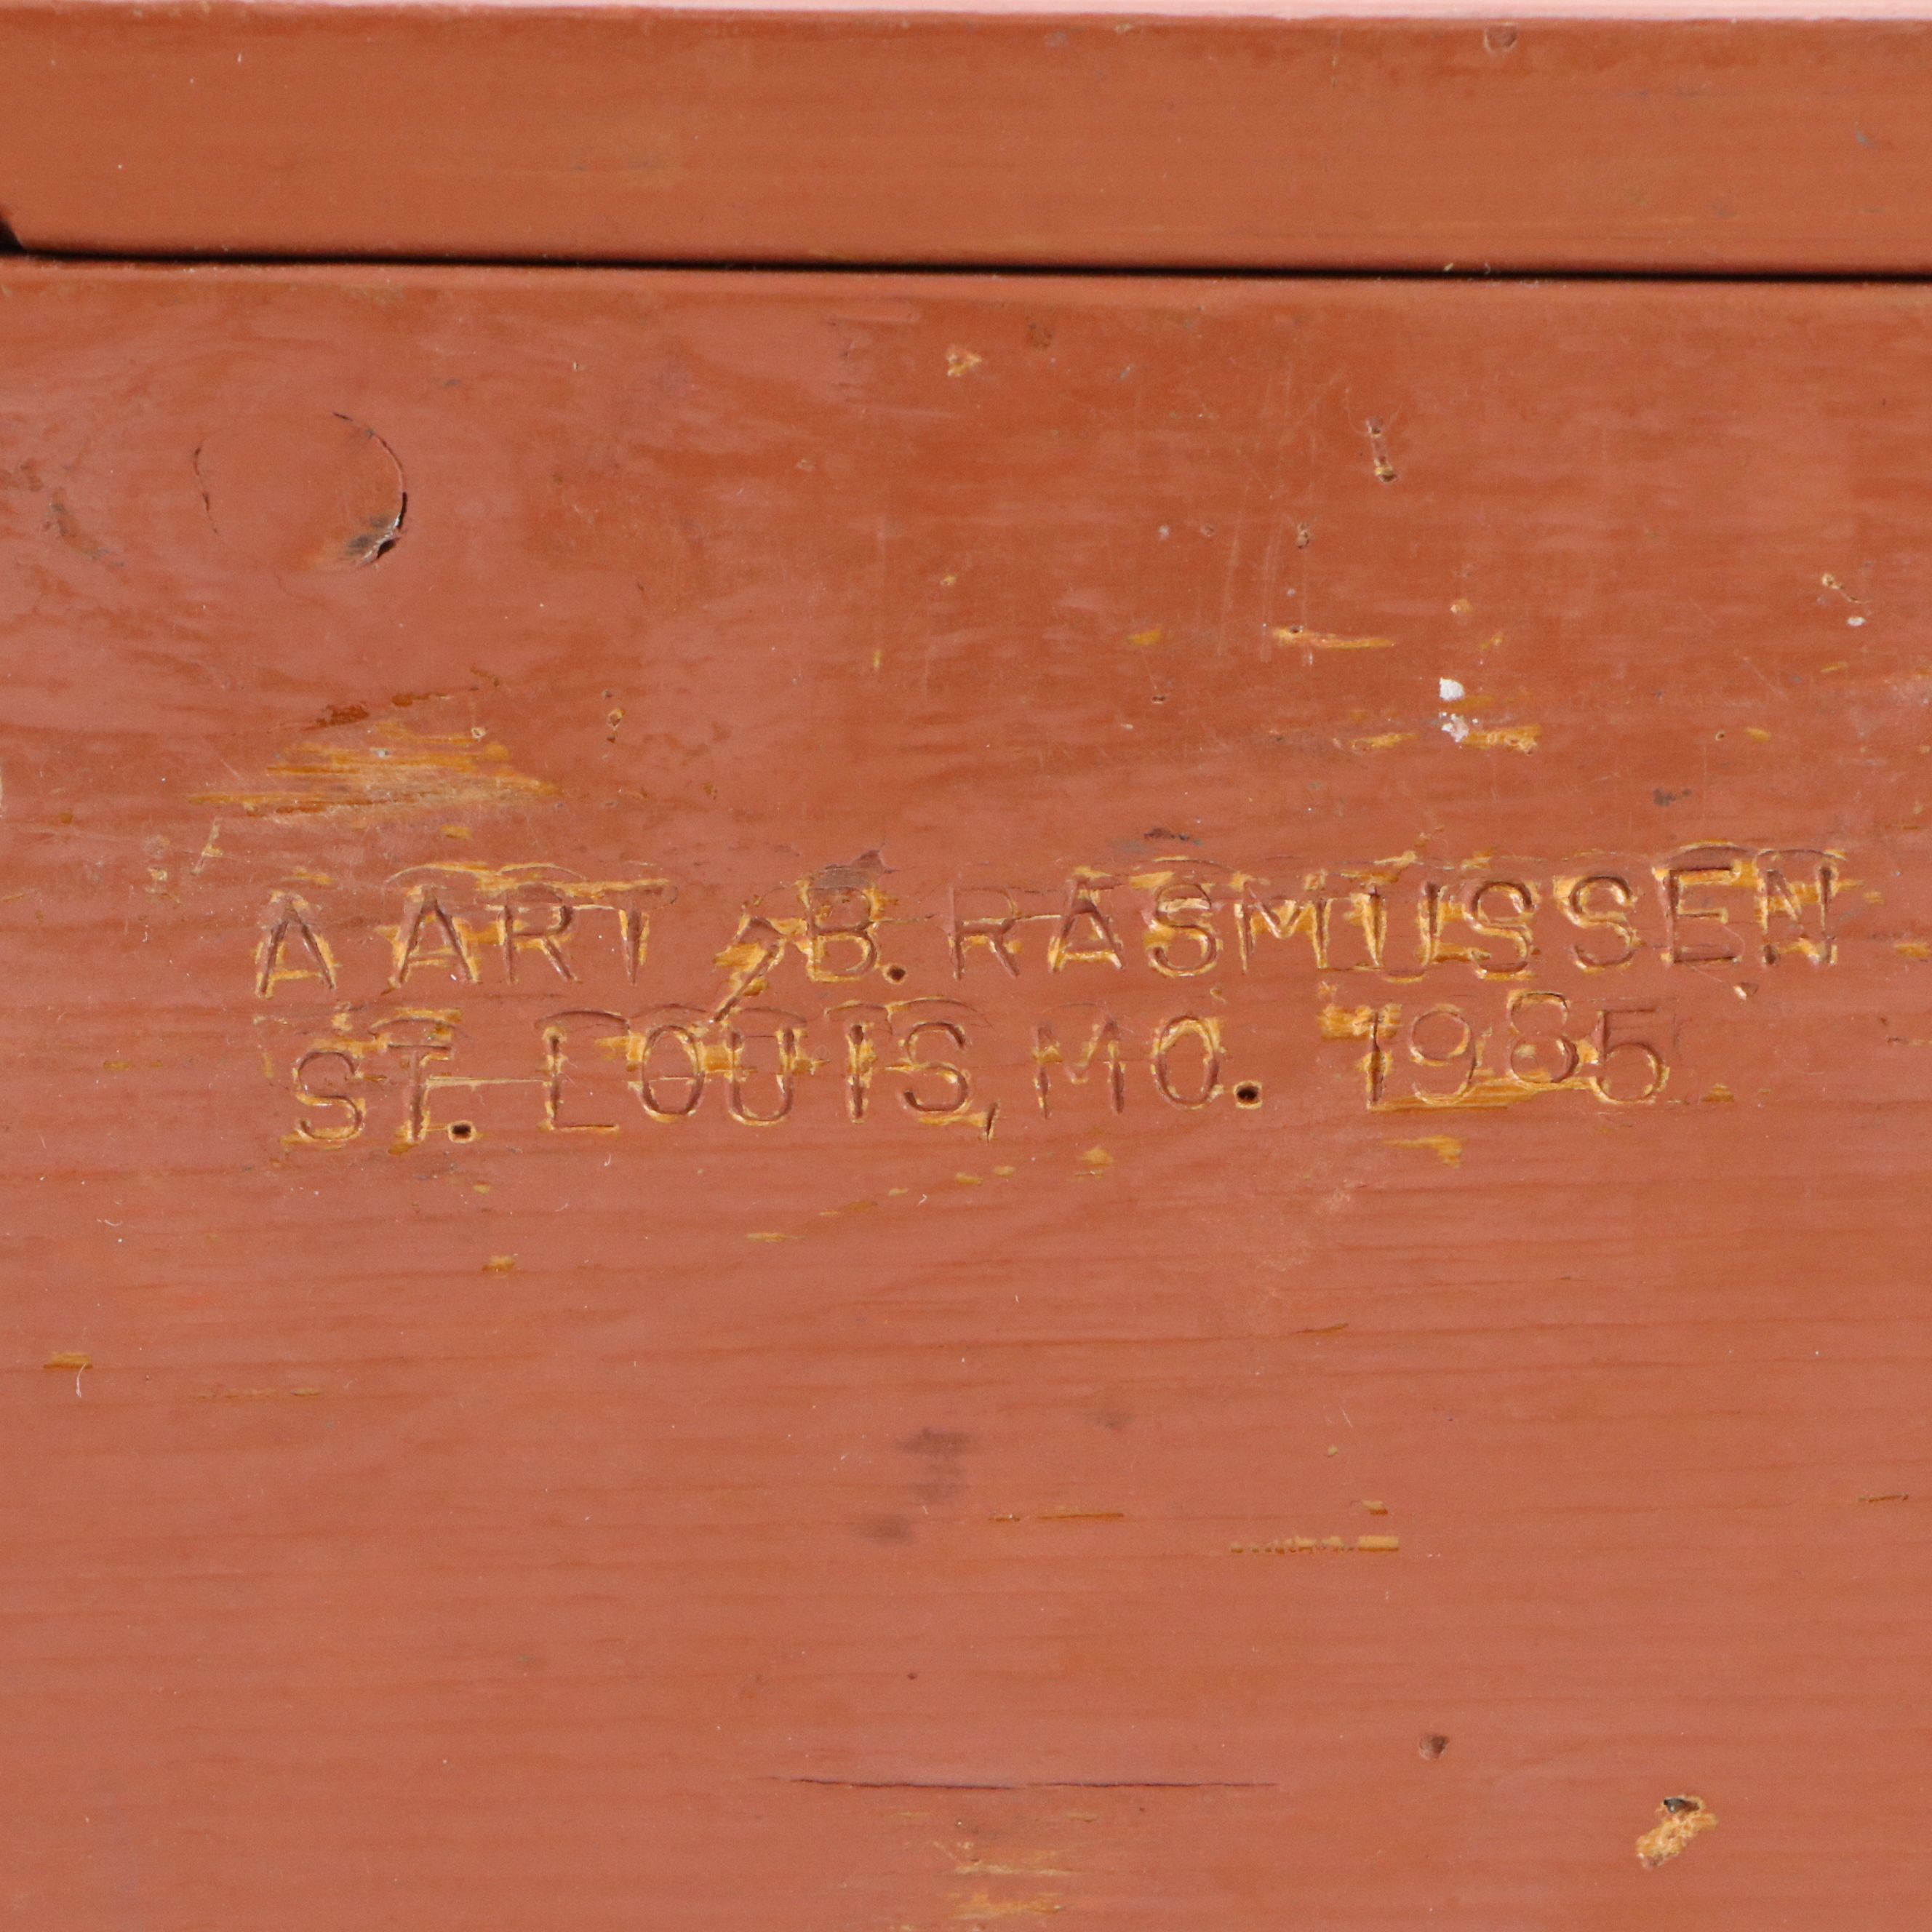 A ART B. RASMUSSEN
ST. LOUIS, MO. 1985